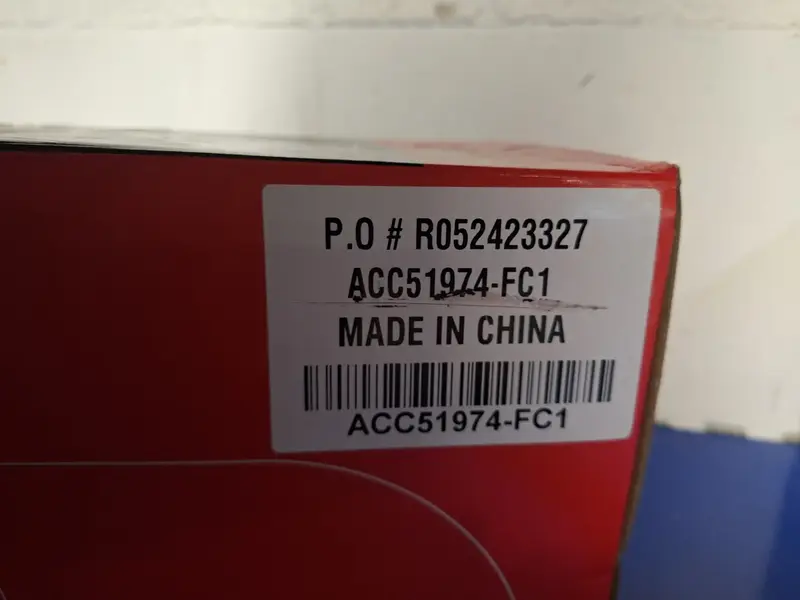 P.O # R052423327
ACC51974-FC1
MADE IN CHINA
ACC51974-FC1